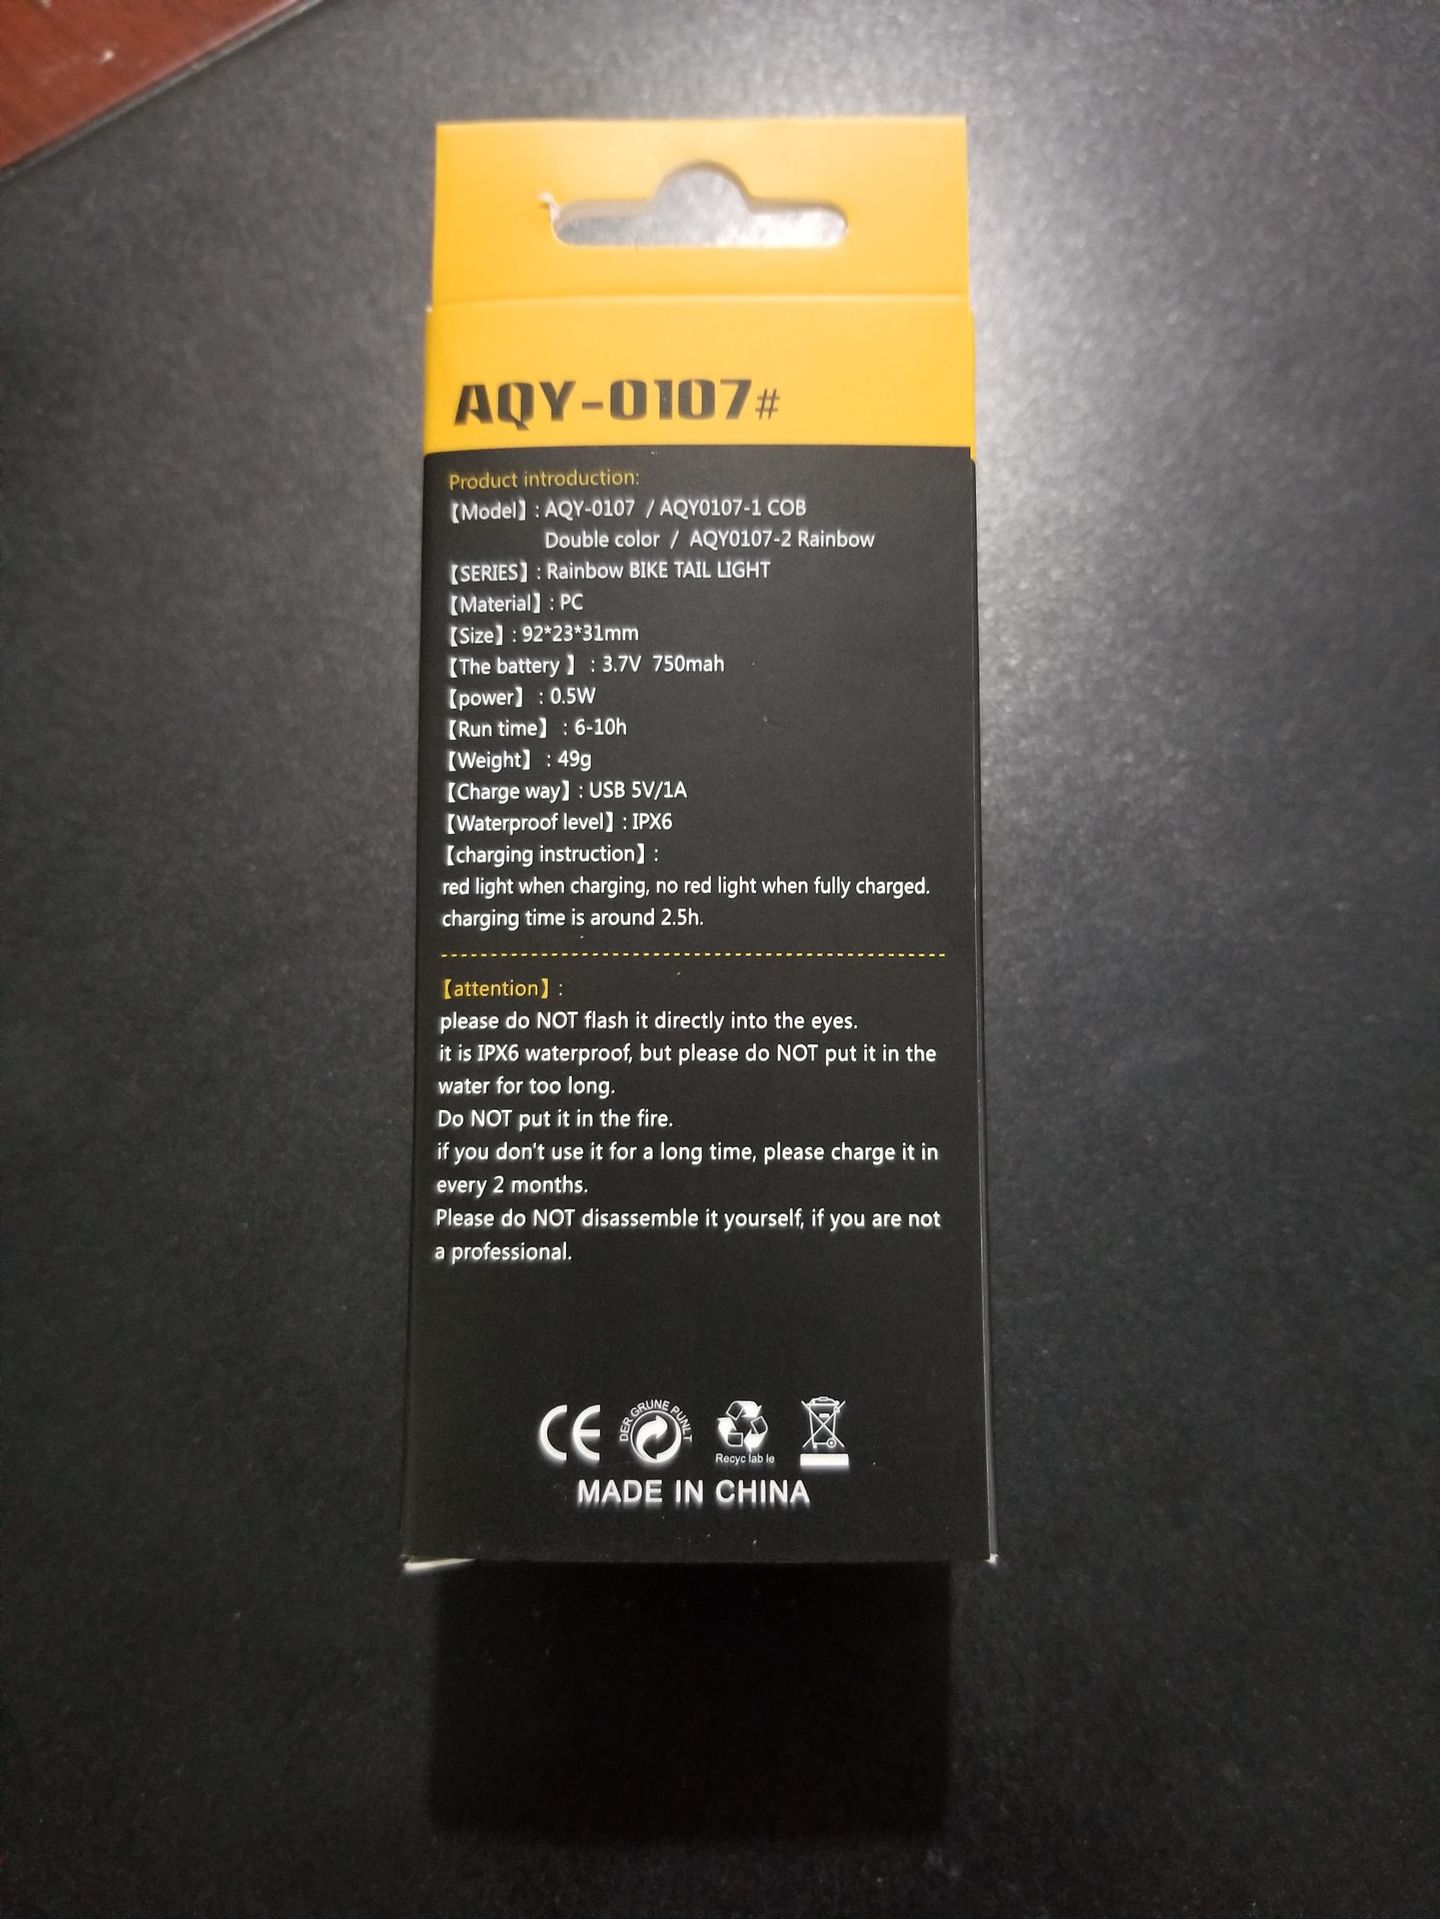 AQY-0107#
Product introduction:
【Model】: AQY-0107 / AQY0107-1 COB
Double color / AQY0107-2 Rainbow
【SERIES】: Rainbow BIKE TAIL LIGHT
【Material】: PC
【Size】: 92*23*31mm
【The battery 】 : 3.7V 750mah
【power】 : 0.5W
【Run time】 : 6-10h
【Weight】 : 49g
【Charge way】: USB 5V/1A
【Waterproof level】: IPX6
【charging instruction】:
red light when charging, no red light when fully charged.
charging time is around 2.5h.
【attention】:
please do NOT flash it directly into the eyes.
it is IPX6 waterproof, but please do NOT put it in the
water for too long.
Do NOT put it in the fire.
if you don't use it for a long time, please charge it in
every 2 months.
Please do NOT disassemble it yourself, if you are not
a professional.
CE
DER GRUNE PUNLT
Recyc lab le
MADE IN CHINA